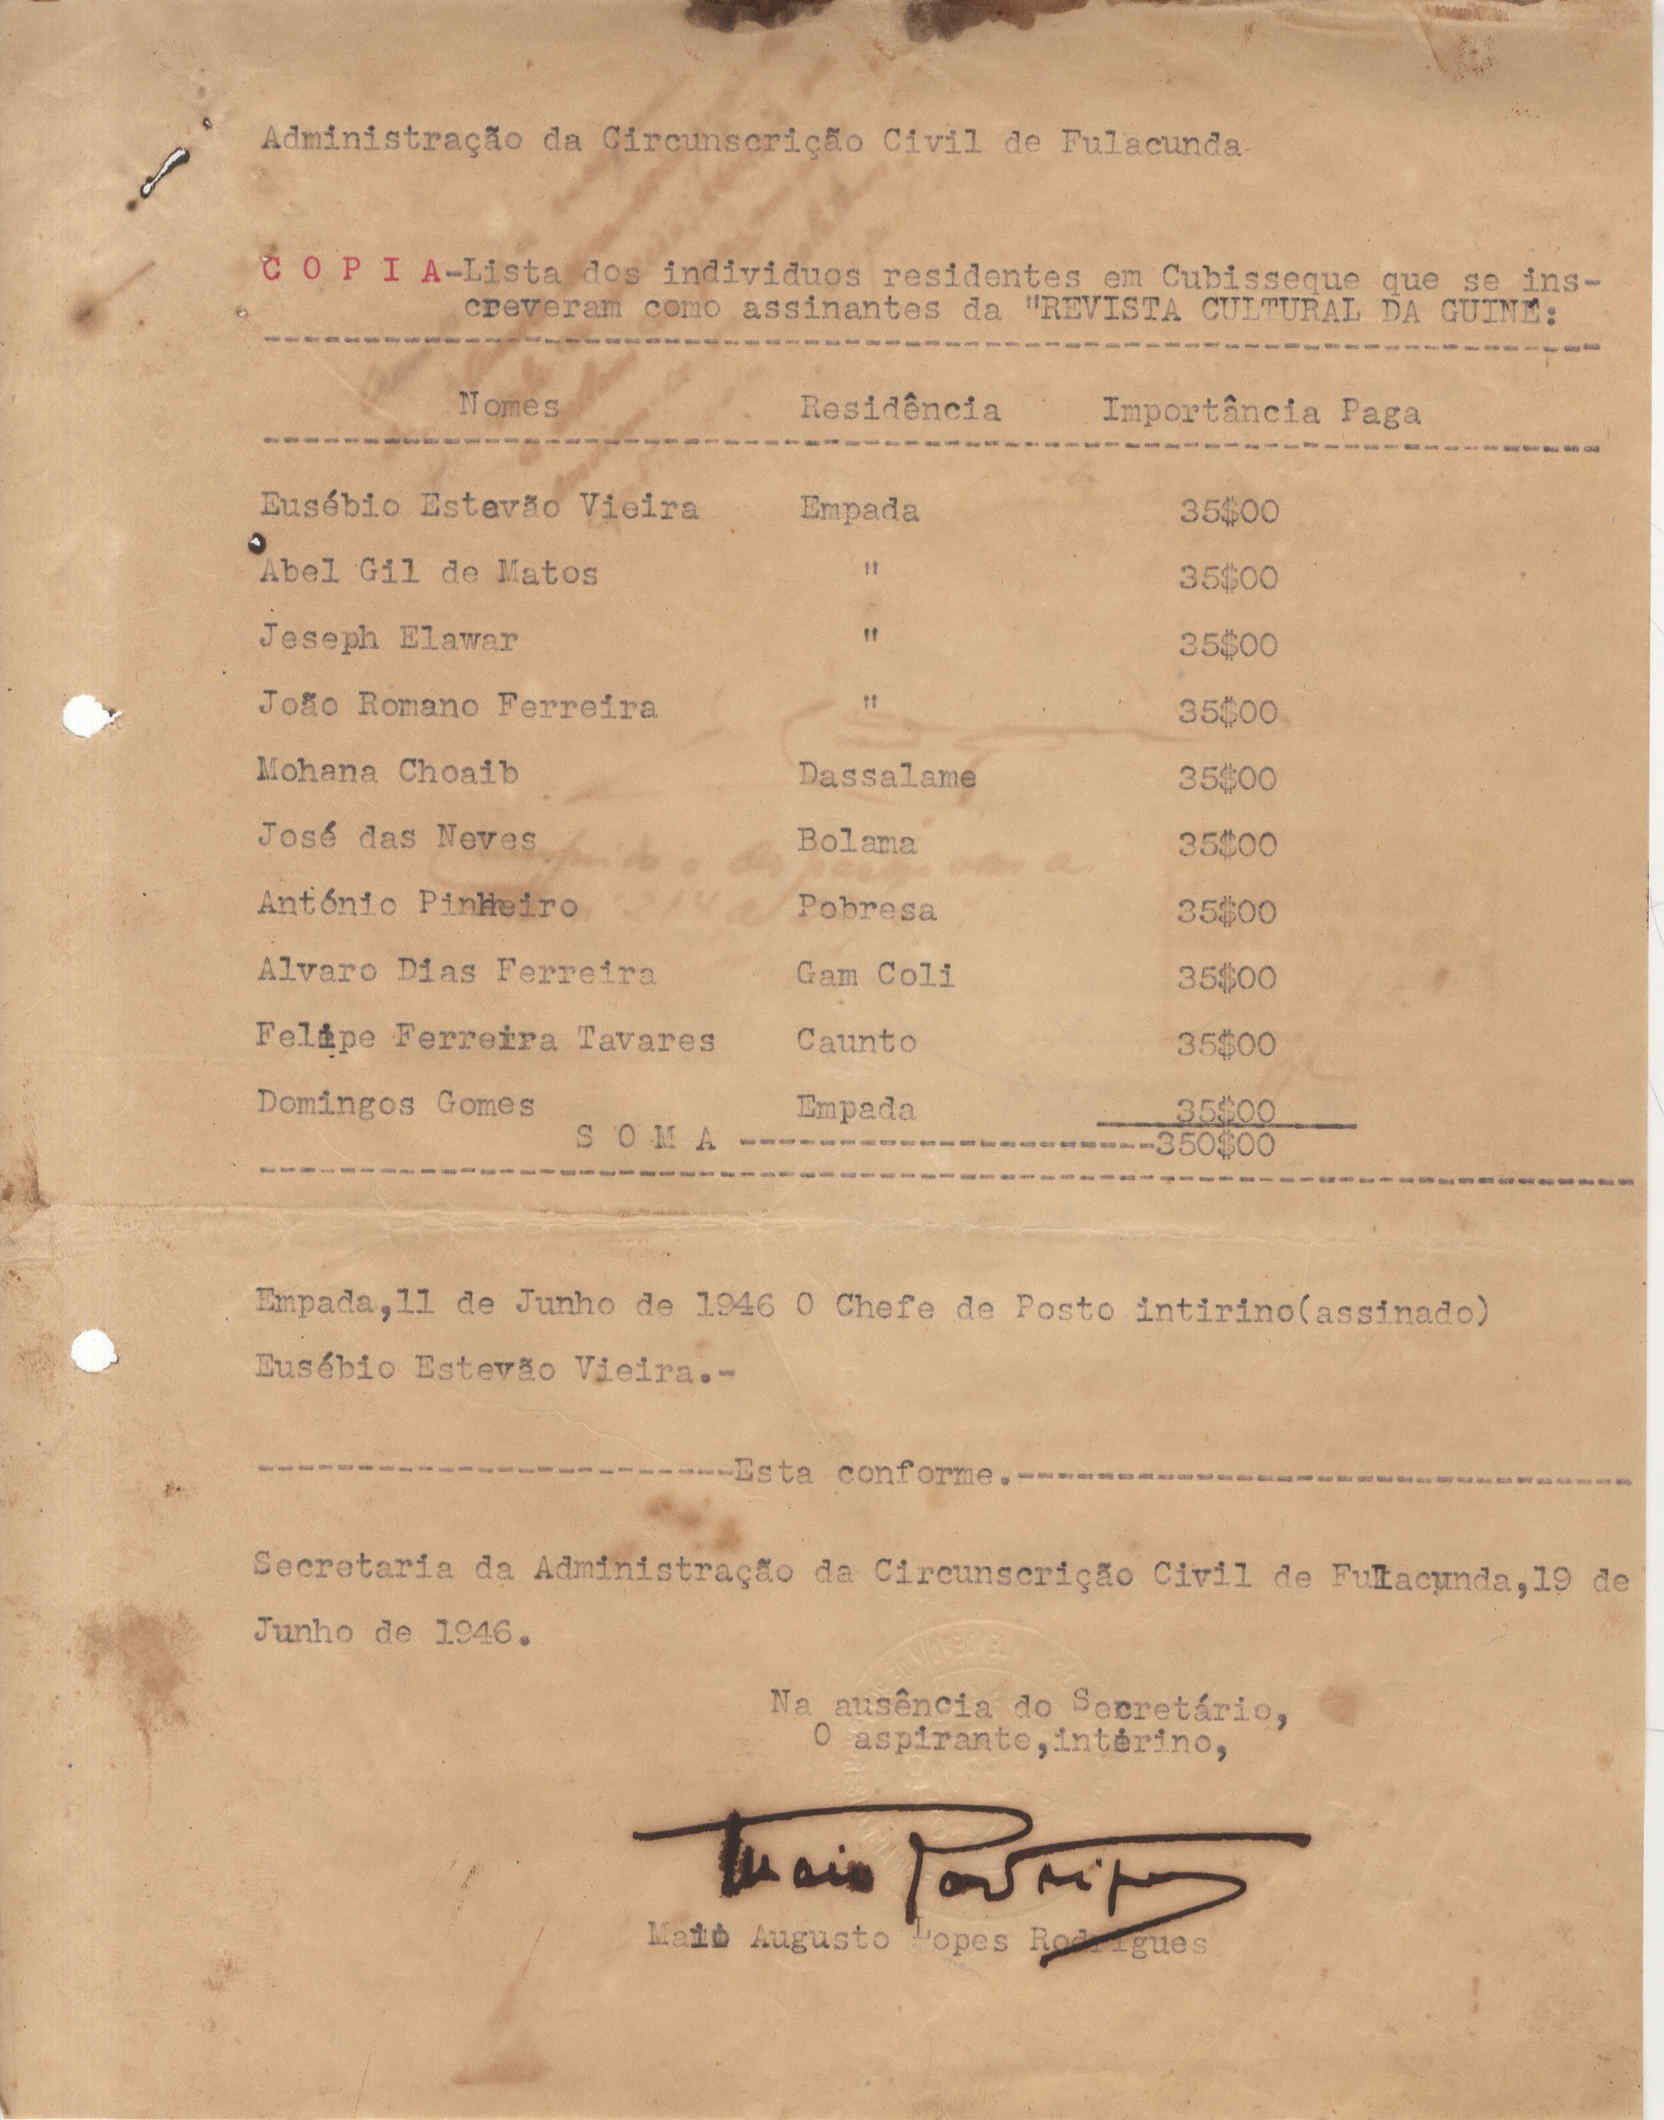 Administração da Circunscrição Civil de Fulacunda
C O P I A-Lista dos individuos residentes em Cubisseque que se ins-
creveram como assinantes da "REVISTA CULTURAL DA GUINÉ:
Nomes Residência Importância Paga
Eusébio Estevão Vieira Empada 35$00
Abel Gil de Matos " 35$00
Jeseph Elawar " 35$00
João Romano Ferreira " 35$00
Mohana Choaib Dassalame 35$00
José das Neves Bolama 35$00
António Pinheiro Pobresa 35$00
Alvaro Dias Ferreira Gam Coli 35$00
Felipe Ferreira Tavares Caunto 35$00
Domingos Gomes Empada 35$00
S O M A ---------------------350$00
Empada,11 de Junho de 1946 O Chefe de Posto intirino(assinado)
Eusébio Estevão Vieira.-
------------------------Esta conforme.-------------------------------
Secretaria da Administração da Circunscrição Civil de Fulacunda,19 de
Junho de 1946.
Na ausência do Secretário,
O aspirante,interino,
Maio Rodrigues
Maio Augusto Lopes Rodrigues